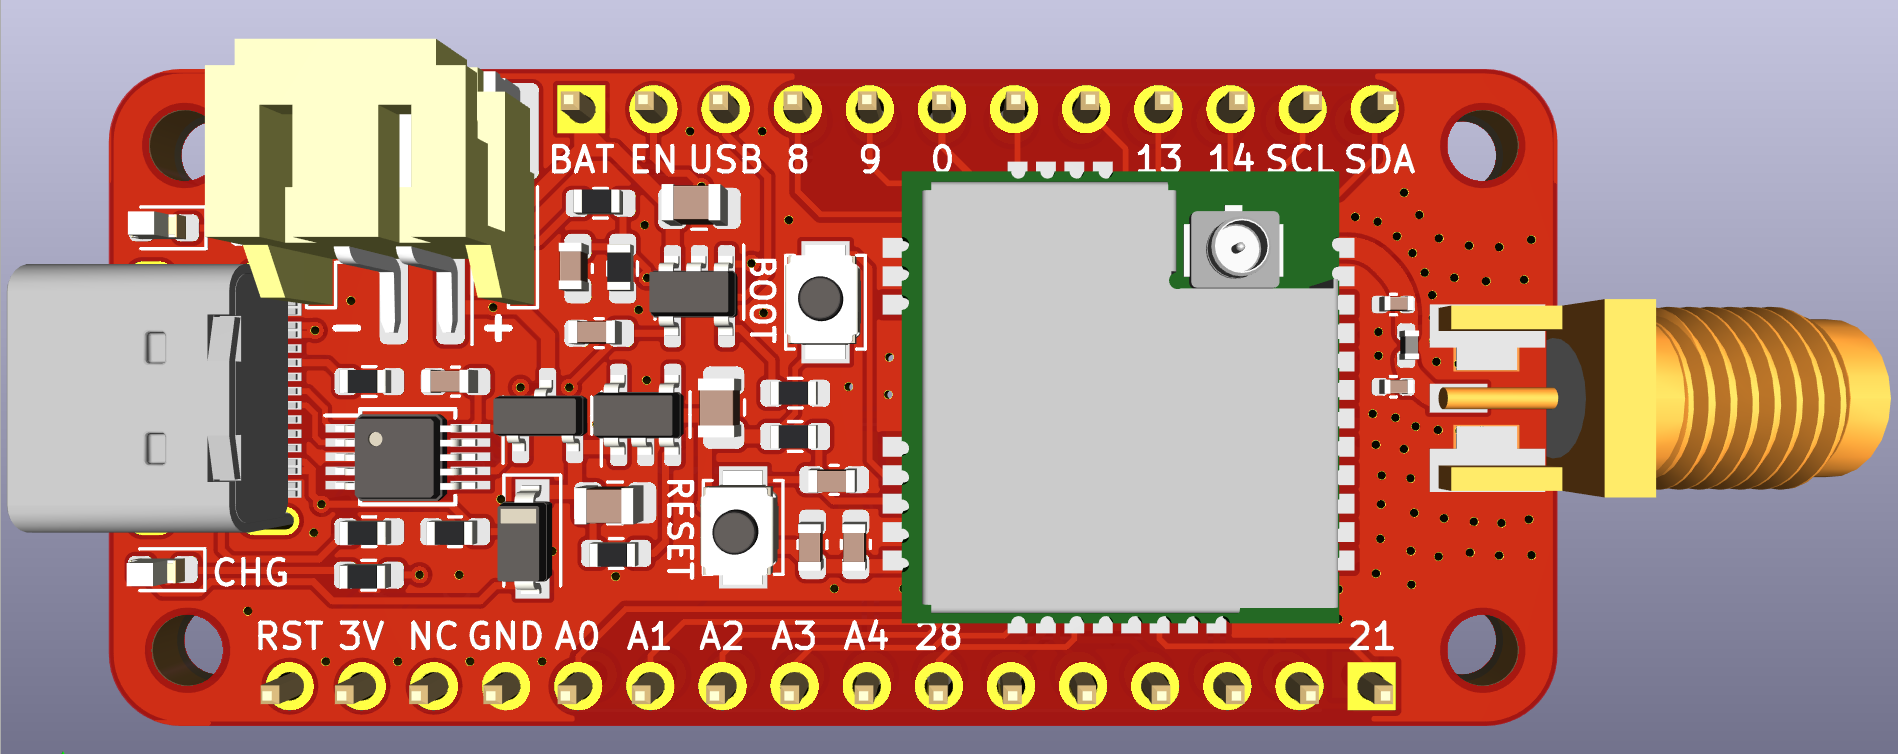 BAT EN USB 8 9 0 13 14 SCL SDA
BOOT
- +
RESET
CHG
RST 3V NC GND A0 A1 A2 A3 A4 28 21